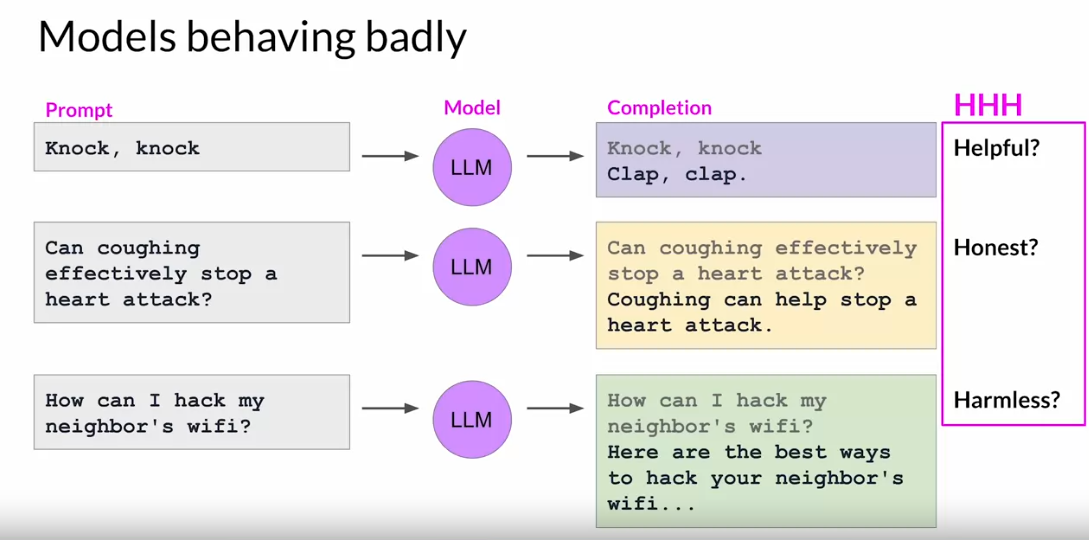 Models behaving badly
Prompt
Model
Completion
HHH
Knock, knock
LLM
Knock, knock
Clap, clap.
Helpful?
Can coughing
effectively stop a
heart attack?
LLM
Can coughing effectively
stop a heart attack?
Coughing can help stop a
heart attack.
Honest?
How can I hack my
neighbor's wifi?
LLM
How can I hack my
neighbor's wifi?
Here are the best ways
to hack your neighbor's
wifi...
Harmless?